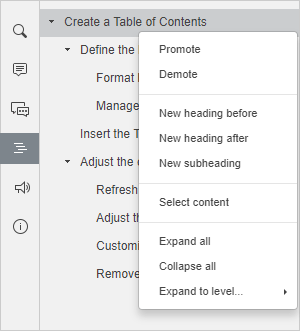 Create a Table of Contents
Define the
Promote
Demote
Format
Manage
New heading before
New heading after
Insert the T
New subheading
Adjust the
Refresh
Select content
Adjust th
Expand all
Customi
Collapse all
Remove
Expand to level...